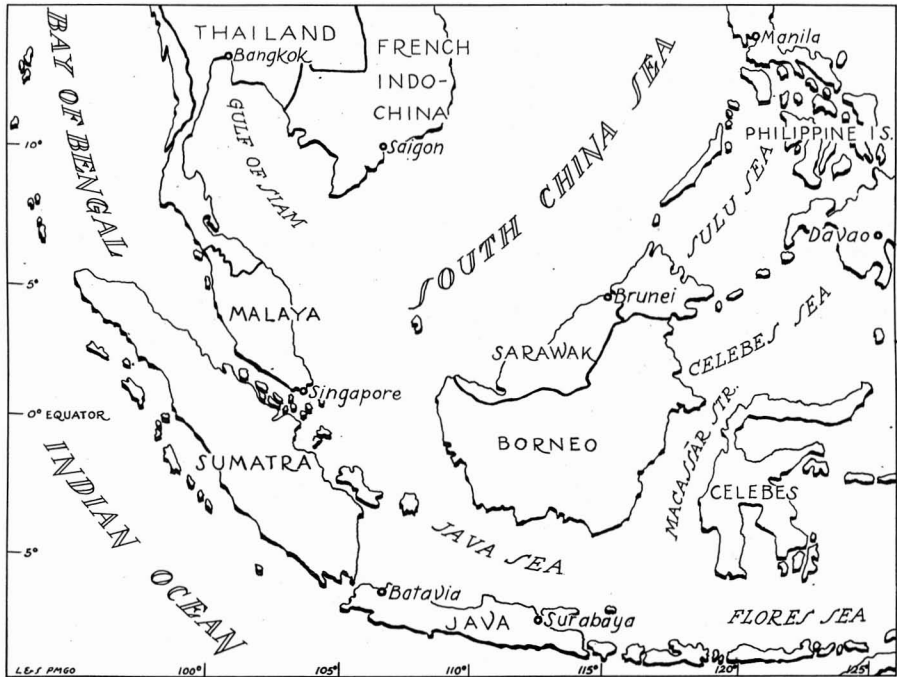 THAILAND
Bangkok
FRENCH
INDO-
CHINA
Saigon
Manila
PHILIPPINE IS.
BAY OF BENGAL
GULF OF SIAM
SOUTH CHINA SEA
SULU SEA
Davao
10°
5°
MALAYA
Brunei
SARAWAK
CELEBES SEA
Singapore
0° EQUATOR
BORNEO
MACASSĀR STR.
SUMATRA
CELEBES
INDIAN OCEAN
JAVA SEA
5°
Batavia
JAVA
Surabaya
FLORES SEA
LE&S PMGO
100°
105°
110°
115°
120°
125°